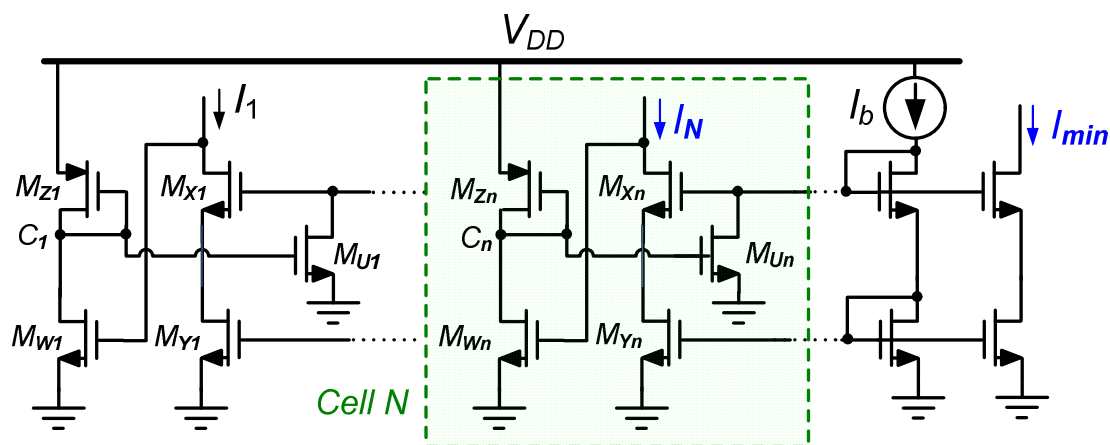 VDD
I1
IN
Ib
Imin
MZ1
MX1
MZn
MXn
C1
MU1
Cn
MUn
MW1
MY1
MWn
MYn
Cell N